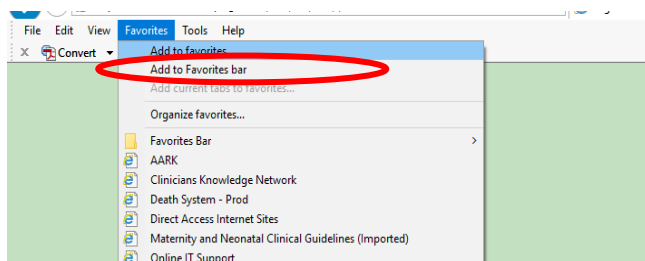 File Edit View Favorites Tools Help
x Convert
Add to favorites...
Add to Favorites bar
Add current tabs to favorites...
Organize favorites...
Favorites Bar
AARK
Clinicians Knowledge Network
Death System - Prod
Direct Access Internet Sites
Maternity and Neonatal Clinical Guidelines (Imported)
Online IT Support